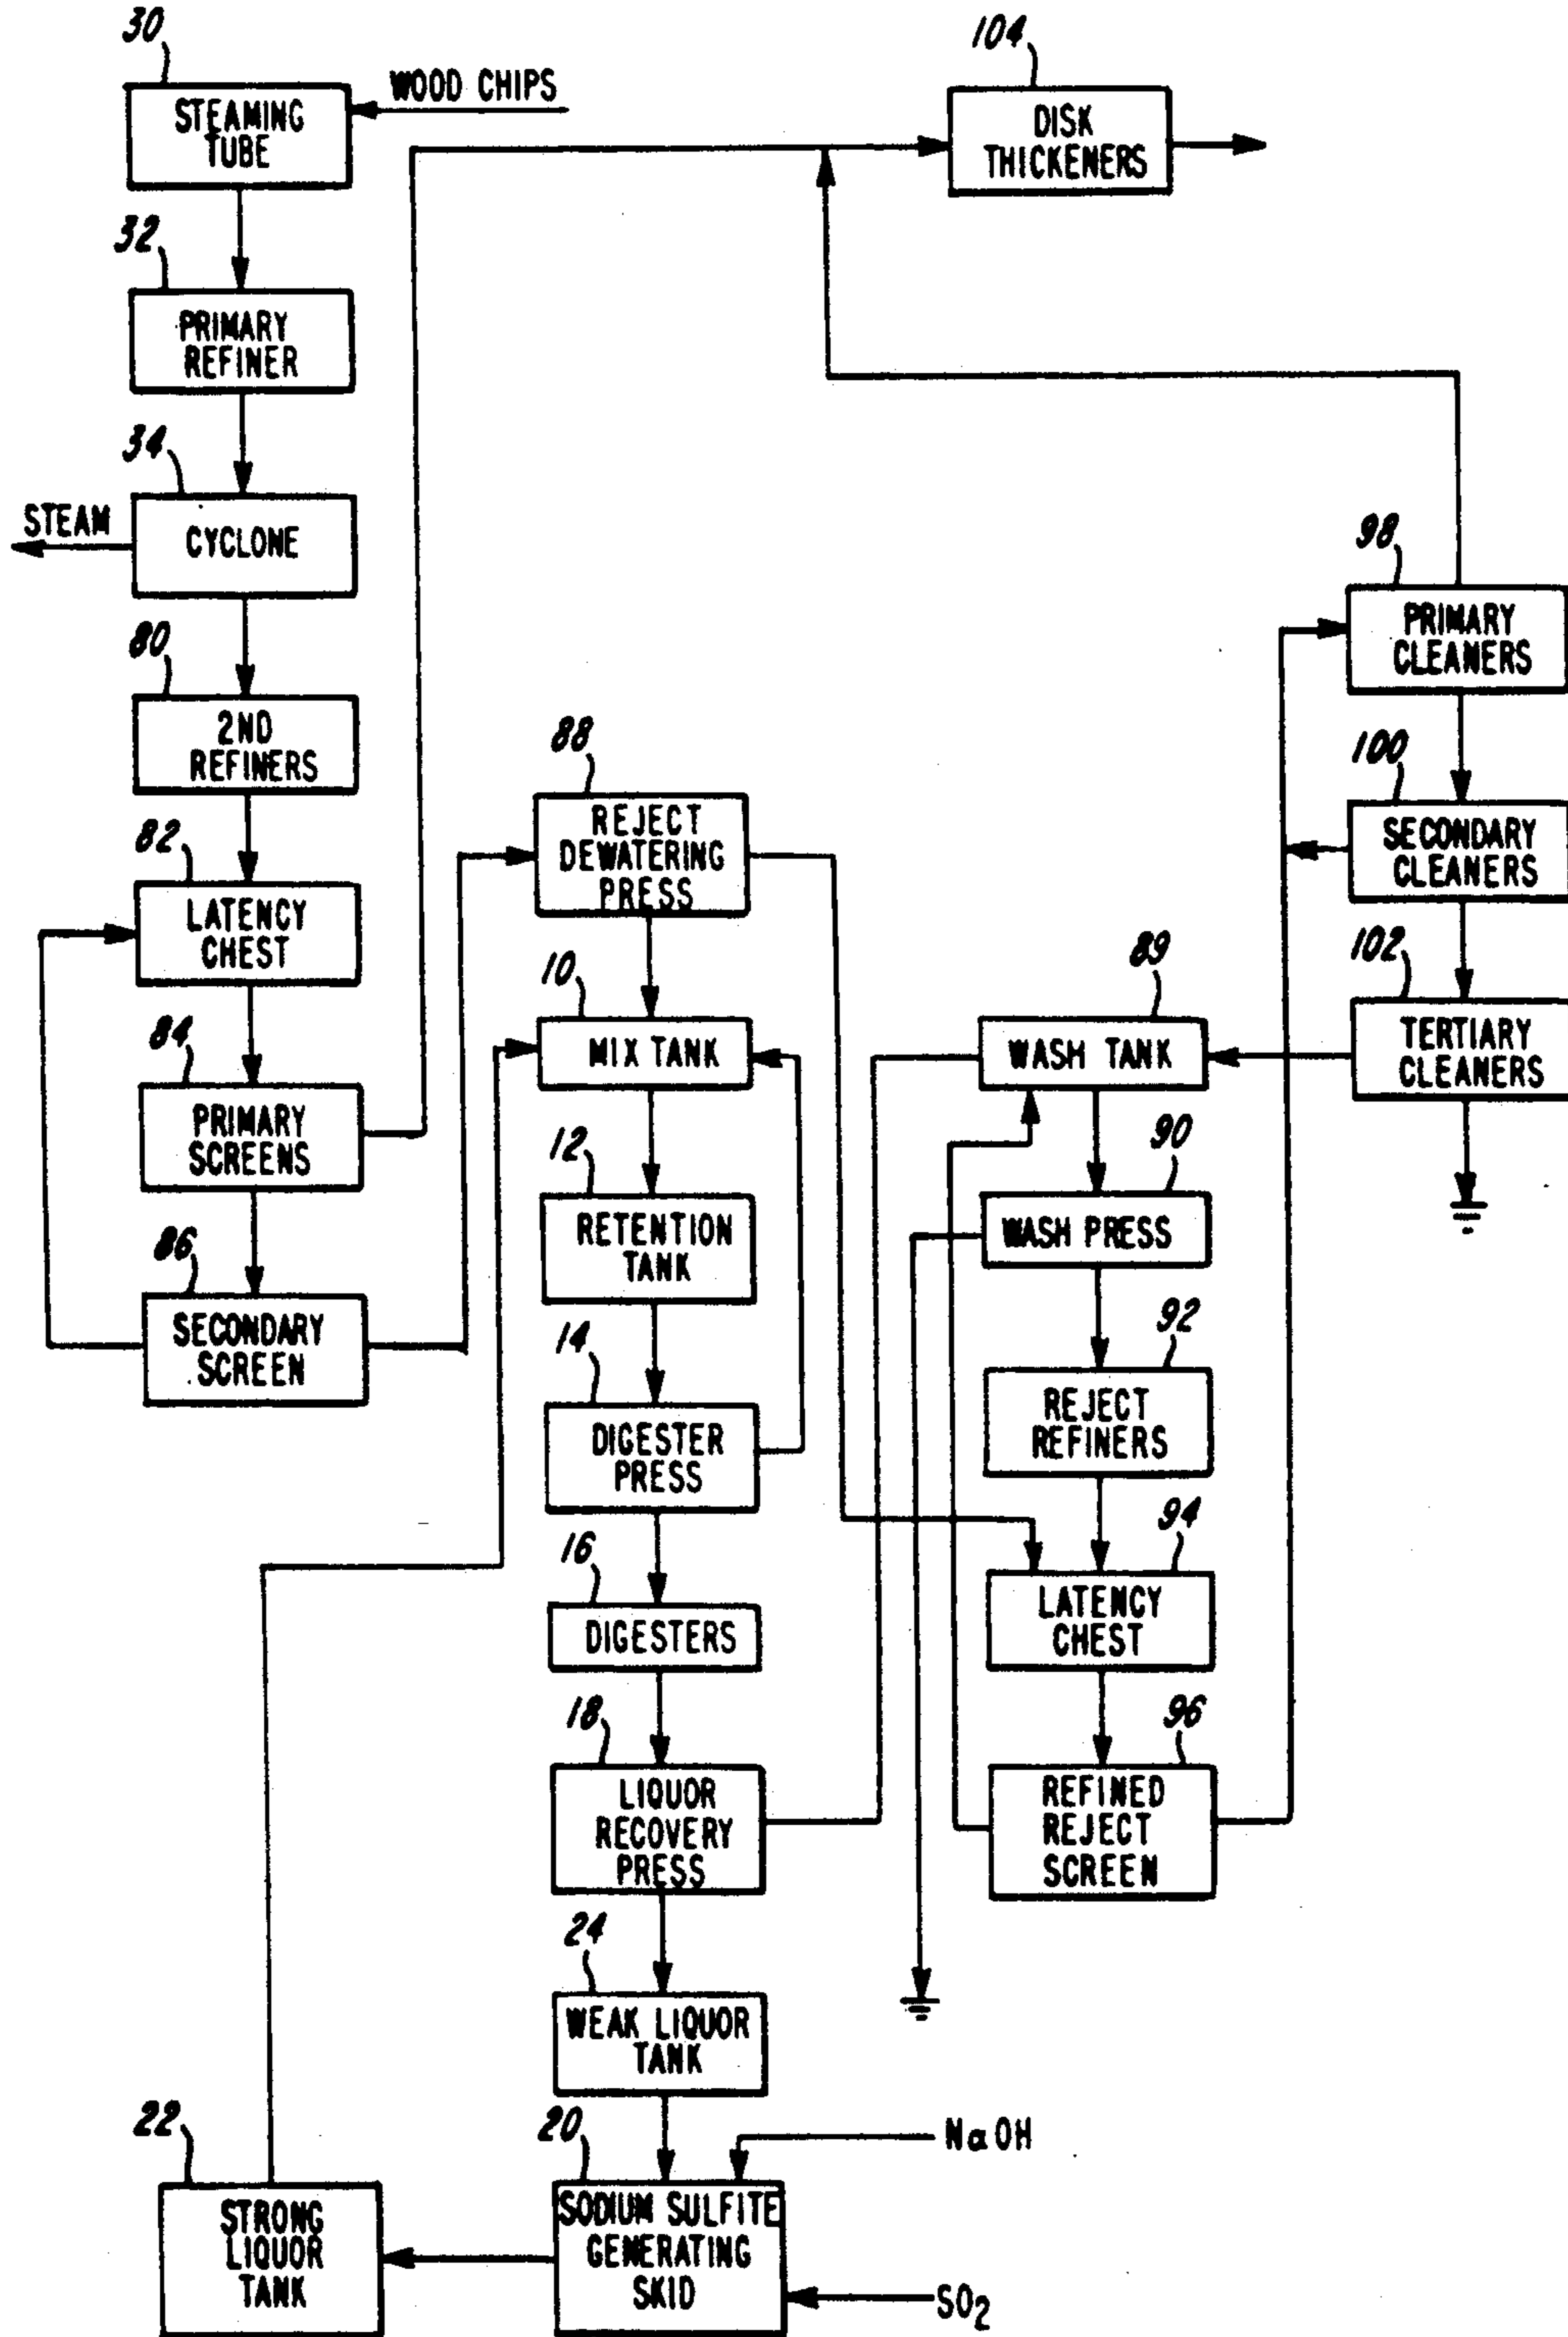 30
104
WOOD CHIPS
STEAMING
TUBE
DISK
THICKENERS
32
PRIMARY
REFINER
34
STEAM
CYCLONE
98
PRIMARY
CLEANERS
80
2ND
REFINERS
88
REJECT
DEWATERING
PRESS
100
SECONDARY
CLEANERS
82
LATENCY
CHEST
10
MIX TANK
89
WASH TANK
102
TERTIARY
CLEANERS
84
PRIMARY
SCREENS
12
RETENTION
TANK
90
WASH PRESS
86
SECONDARY
SCREEN
14
DIGESTER
PRESS
92
REJECT
REFINERS
16
DIGESTERS
94
LATENCY
CHEST
18
LIQUOR
RECOVERY
PRESS
96
REFINED
REJECT
SCREEN
24
WEAK LIQUOR
TANK
22
STRONG
LIQUOR
TANK
20
NaOH
SODIUM SULFITE
GENERATING
SKID
SO2